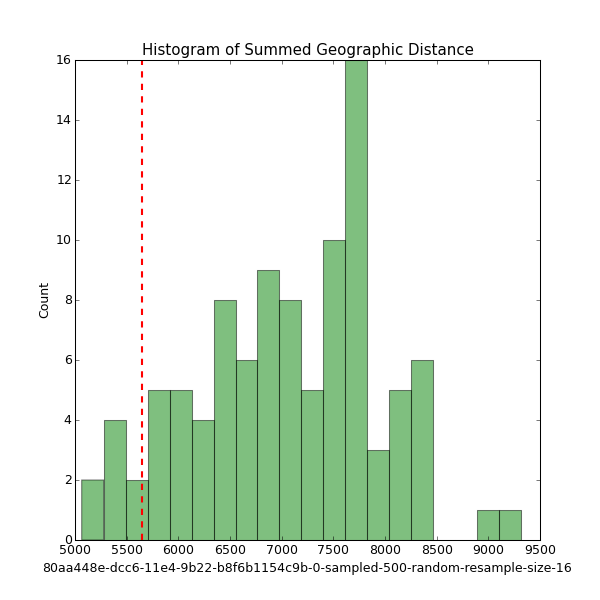 Histogram of Summed Geographic Distance
16
14
12
10
8
6
4
2
0
Count
5000 5500 6000 6500 7000 7500 8000 8500 9000 9500
80aa448e-dcc6-11e4-9b22-b8f6b1154c9b-0-sampled-500-random-resample-size-16